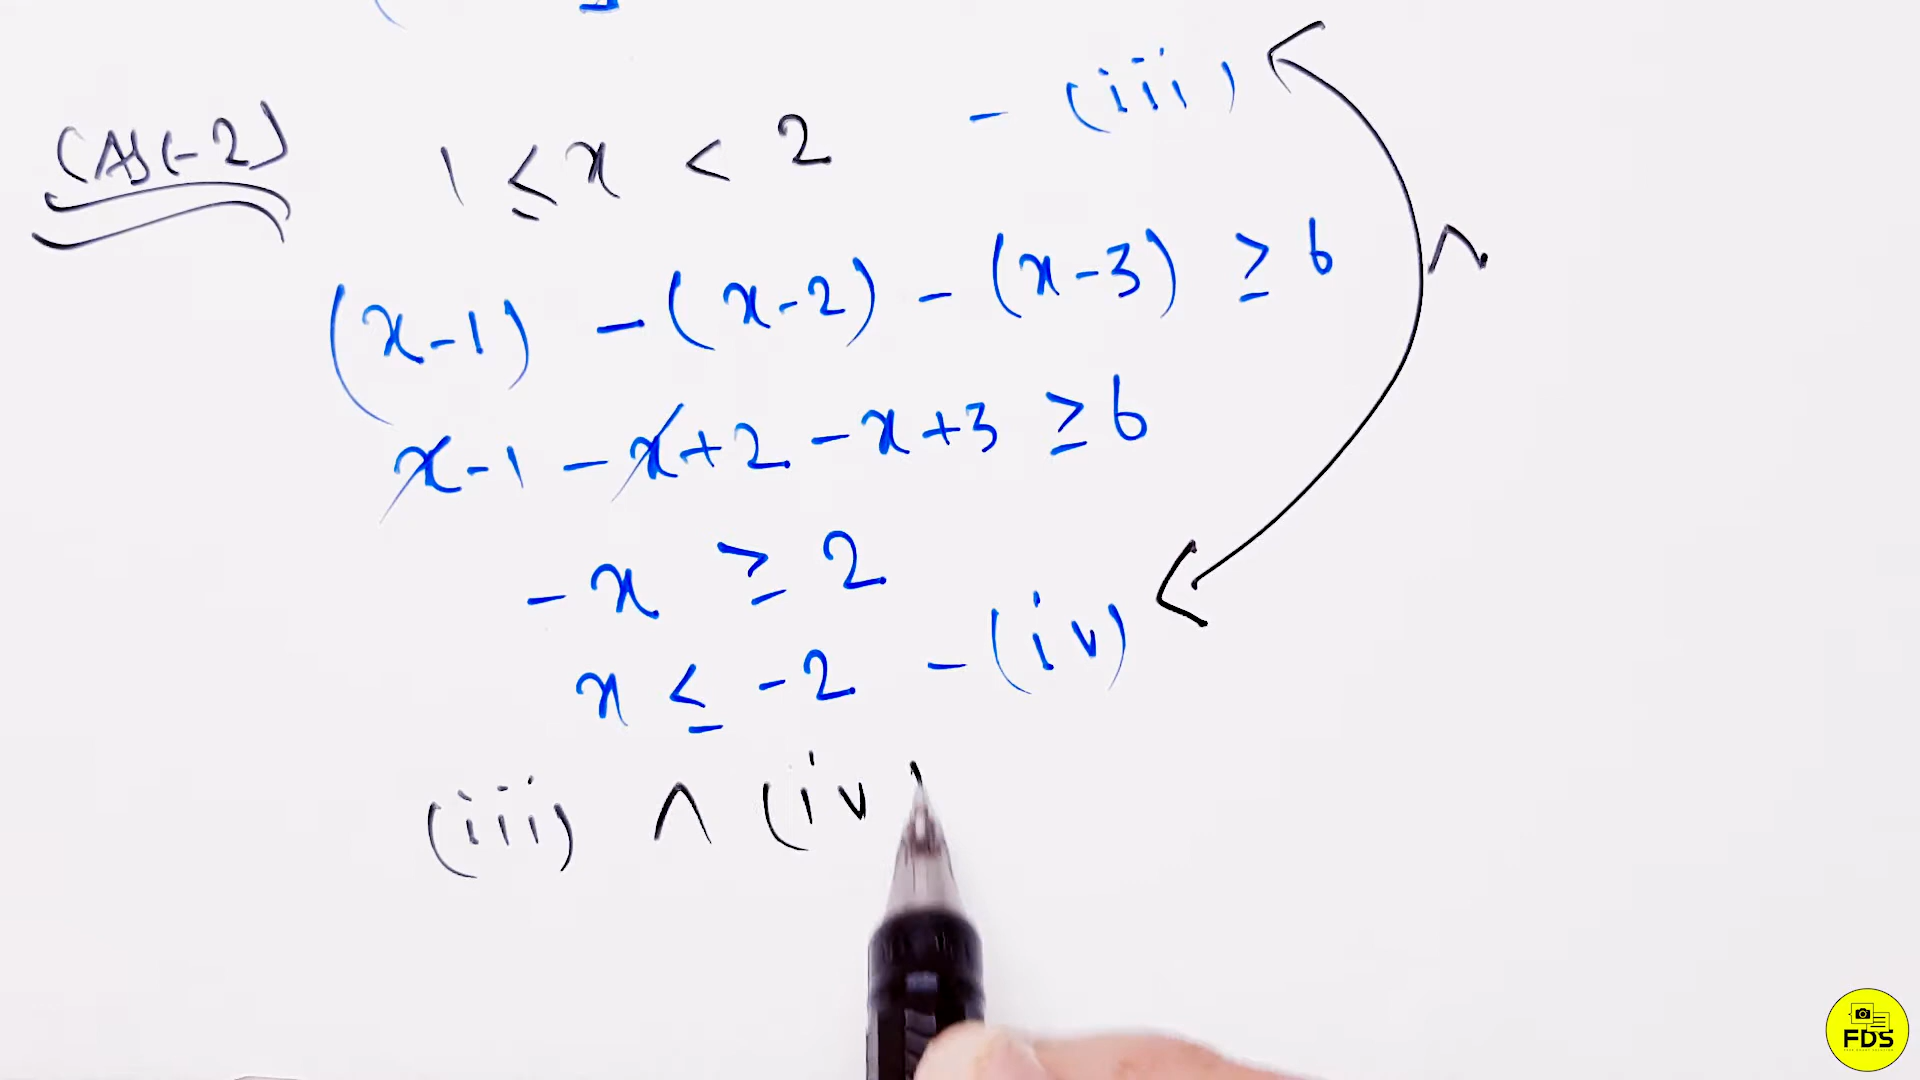 CASE-2) 1 ≤ x < 2 - (iii)
(x-1) - (x-2) - (x-3) ≥ 6
x-1 - x+2 - x+3 ≥ 6
-x ≥ 2
x ≤ -2 - (iv)
∧
(iii) ∧ (iv)
FDS